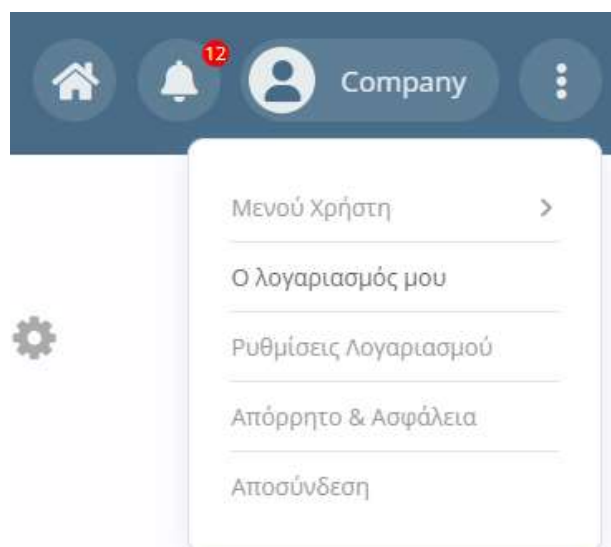 12
Company
Μενού Χρήστη
Ο λογαριασμός μου
Ρυθμίσεις Λογαριασμού
Απόρρητο & Ασφάλεια
Αποσύνδεση